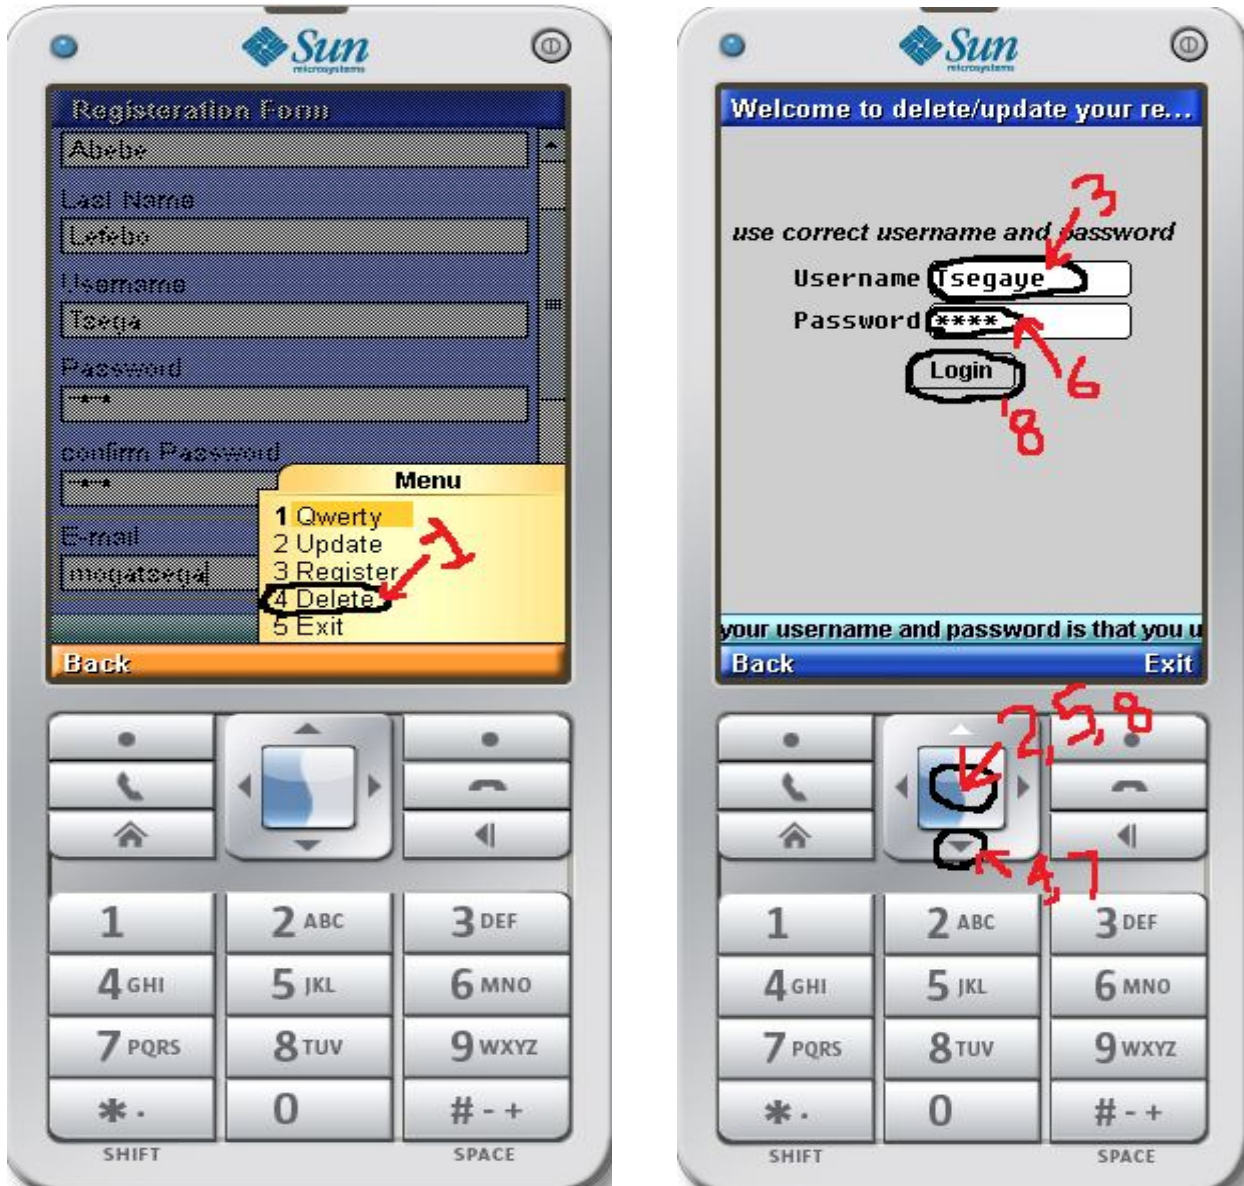 Sun
microsystems
Registeration Form
Abebe
Last Name
Lefebo
Username
Tsega
Password
****
confirm Password
****
E-mail
megatsega
Menu
1 Qwerty
2 Update
3 Register
4 Delete
5 Exit
1
Back
1
2 ABC
3 DEF
4 GHI
5 JKL
6 MNO
7 PQRS
8 TUV
9 WXYZ
* .
0
# - +
SHIFT
SPACE
Sun
microsystems
Welcome to delete/update your re...
3
use correct username and password
Username Tsegaye
Password ****
6
Login
8
your username and password is that you u
Back Exit
2,5,8
4,7
1
2 ABC
3 DEF
4 GHI
5 JKL
6 MNO
7 PQRS
8 TUV
9 WXYZ
* .
0
# - +
SHIFT
SPACE